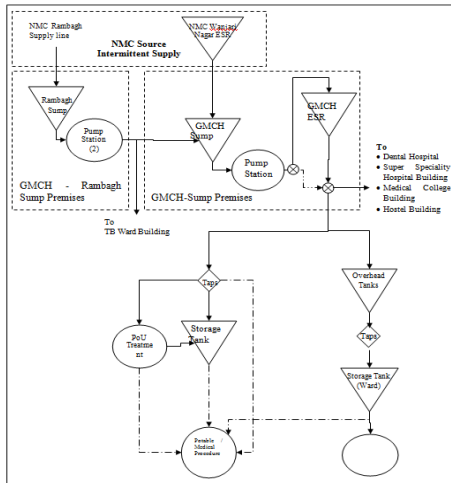 NMC Rambagh
Supply line
NMC Source
Intermittent Supply
NMC Wanjari
Nagar ESR
Rambagh
Sump
Pump
Station
(2)
GMCH - Rambagh
Sump Premises
GMCH
Sump
Pump
Station
GMCH
ESR
GMCH-Sump Premises
To
TB Ward Building
To
• Dental Hospital
• Super Speciality
Hospital Building
• Medical College
Building
• Hostel Building
Taps
PoU
Treatme
nt
Storage
Tank
Potable /
Medical
Procedure
Overhead
Tanks
Taps
Storage Tank
(Ward)